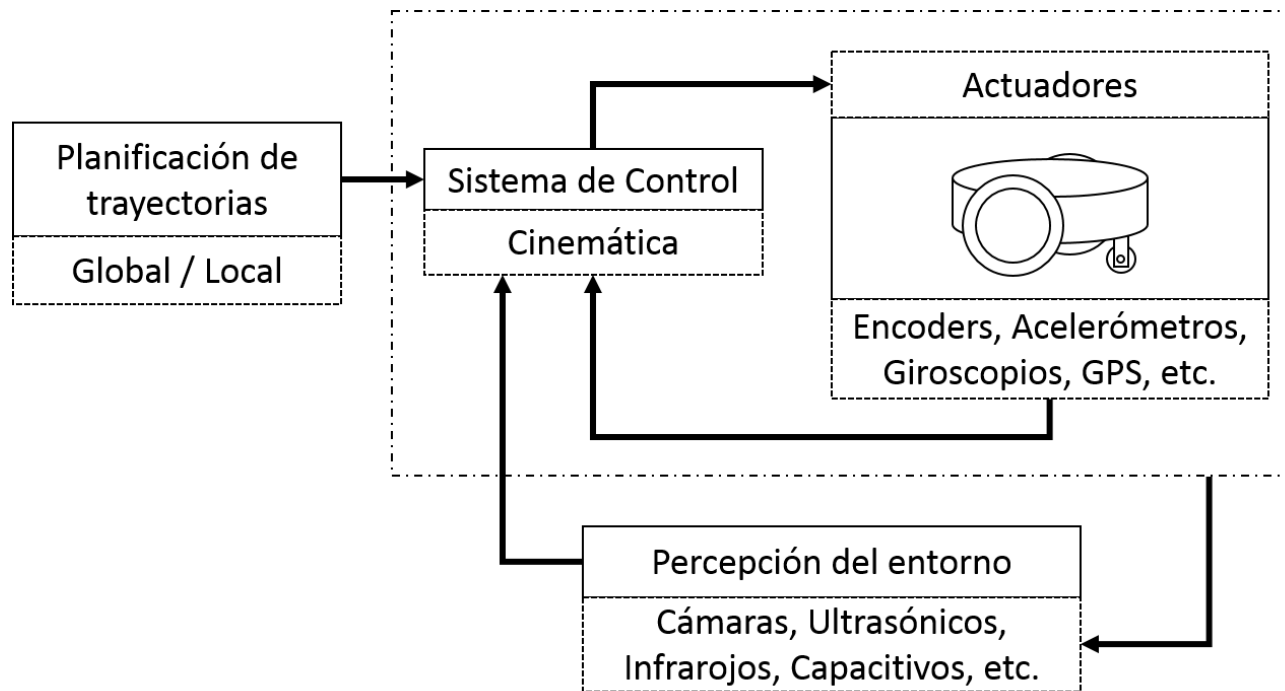 Planificación de
trayectorias
Global / Local
Sistema de Control
Cinemática
Actuadores
Encoders, Acelerómetros,
Giroscopios, GPS, etc.
Percepción del entorno
Cámaras, Ultrasónicos,
Infrarojos, Capacitivos, etc.